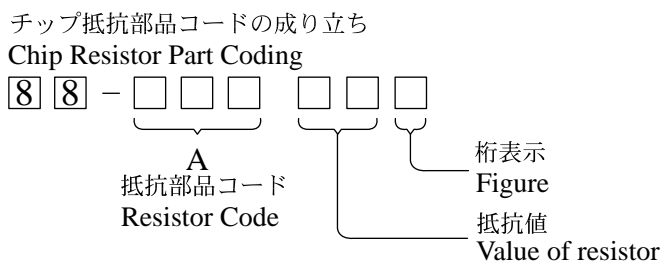 チップ抵抗部品コードの成り立ち
Chip Resistor Part Coding
88-□□□ □□□
A
抵抗部品コード
Resistor Code
桁表示
Figure
抵抗値
Value of resistor